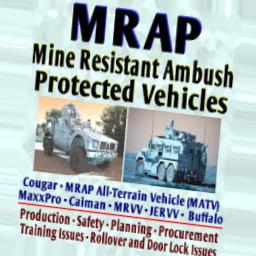 MRAP
Mine Resistant Ambush
Protected Vehicles
Cougar • MRAP All-Terrain Vehicle (MATV)
MaxxPro • Caiman • MRVV • JERVV • Buffalo
Production • Safety • Planning • Procurement
Training Issues • Rollover and Door Lock Issues